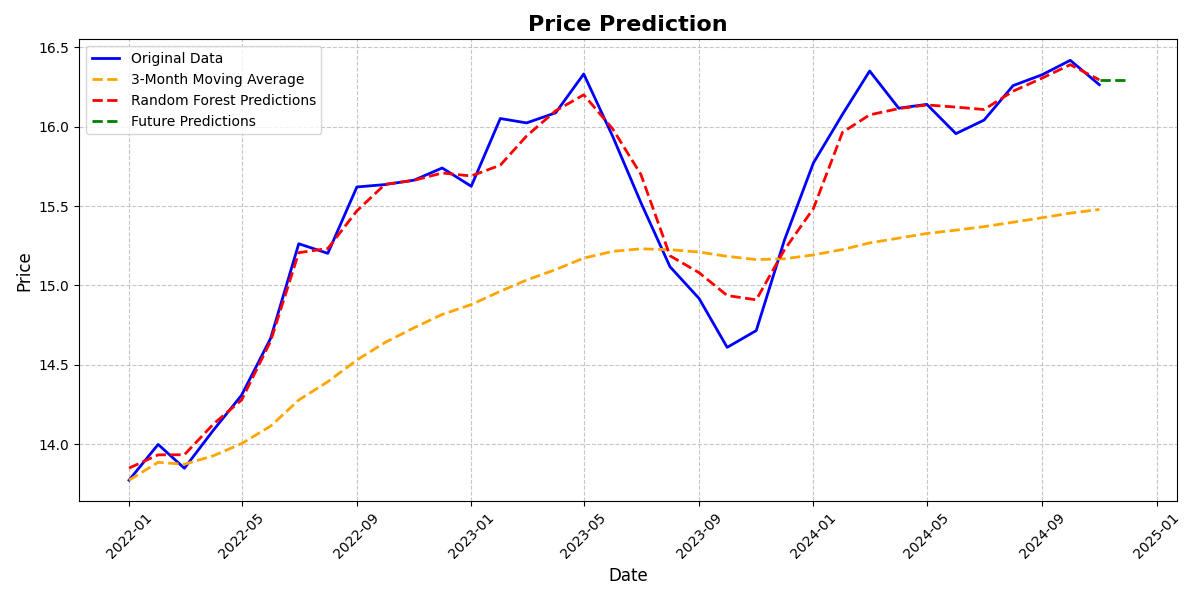 Price Prediction
Original Data
3-Month Moving Average
Random Forest Predictions
Future Predictions
Price
16.5
16.0
15.5
15.0
14.5
14.0
2022-01
2022-05
2022-09
2023-01
2023-05
2023-09
2024-01
2024-05
2024-09
2025-01
Date